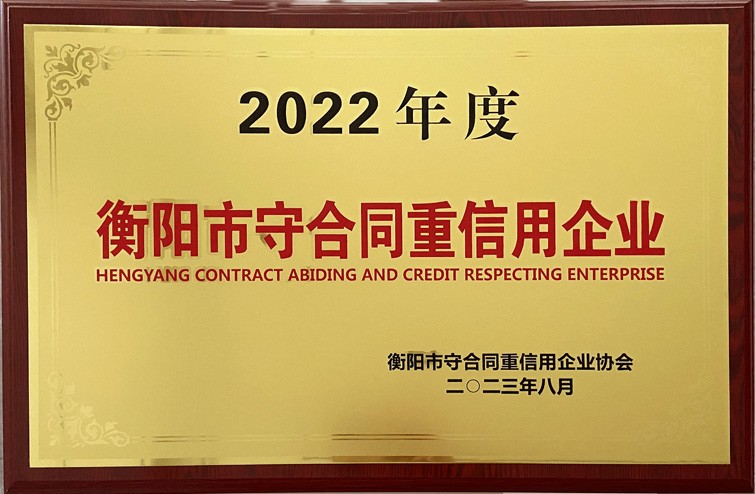 2022年度
衡阳市守合同重信用企业
HENGYANG CONTRACT ABIDING AND CREDIT RESPECTING ENTERPRISE
衡阳市守合同重信用企业协会
二〇二三年八月